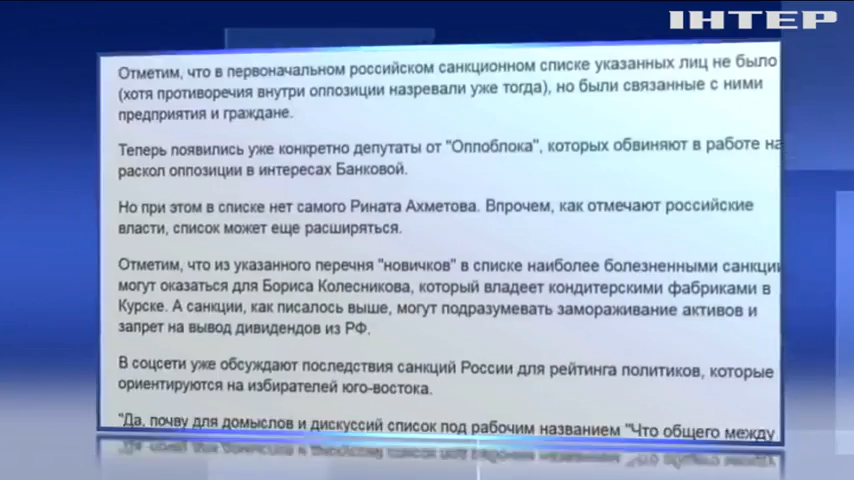 ІНТЕР
Отметим, что в первоначальном российском санкционном списке указанных лиц не было
(хотя противоречия внутри оппозиции назревали уже тогда), но были связанные с ними
предприятия и граждане.
Теперь появились уже конкретно депутаты от "Оппоблока", которых обвиняют в работе на
раскол оппозиции в интересах Банковой.
Но при этом в списке нет самого Рината Ахметова. Впрочем, как отмечают российские
власти, список может еще расширяться.
Отметим, что из указанного перечня "новичков" в списке наиболее болезненными санкции
могут оказаться для Бориса Колесникова, который владеет кондитерскими фабриками в
Курске. А санкции, как писалось выше, могут подразумевать замораживание активов и
запрет на вывод дивидендов из РФ.
В соцсети уже обсуждают последствия санкций России для рейтинга политиков, которые
ориентируются на избирателей юго-востока.
"Да, почву для домыслов и дискуссий список под рабочим названием "Что общего между